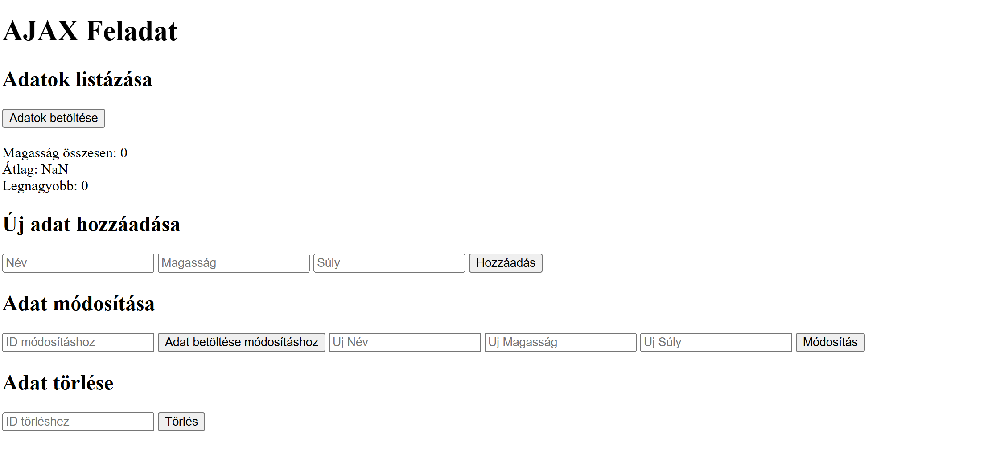 AJAX Feladat
Adatok listázása
Adatok betöltése
Magasság összesen: 0
Átlag: NaN
Legnagyobb: 0
Új adat hozzáadása
Név Magasság Súly Hozzáadás
Adat módosítása
ID módosításhoz Adat betöltése módosításhoz Új Név Új Magasság Új Súly Módosítás
Adat törlése
ID törléshez Törlés